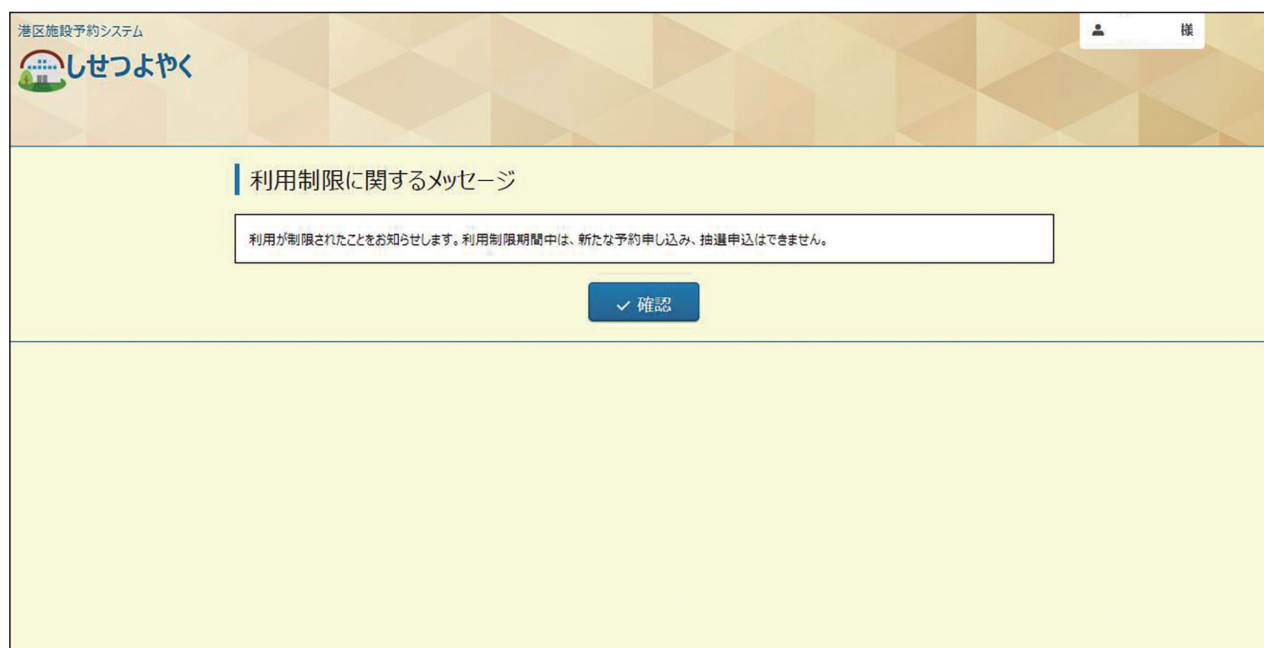 港区施設予約システム
しせつよやく
様
利用制限に関するメッセージ
利用が制限されたことをお知らせします。利用制限期間中は、新たな予約申し込み、抽選申込はできません。
確認